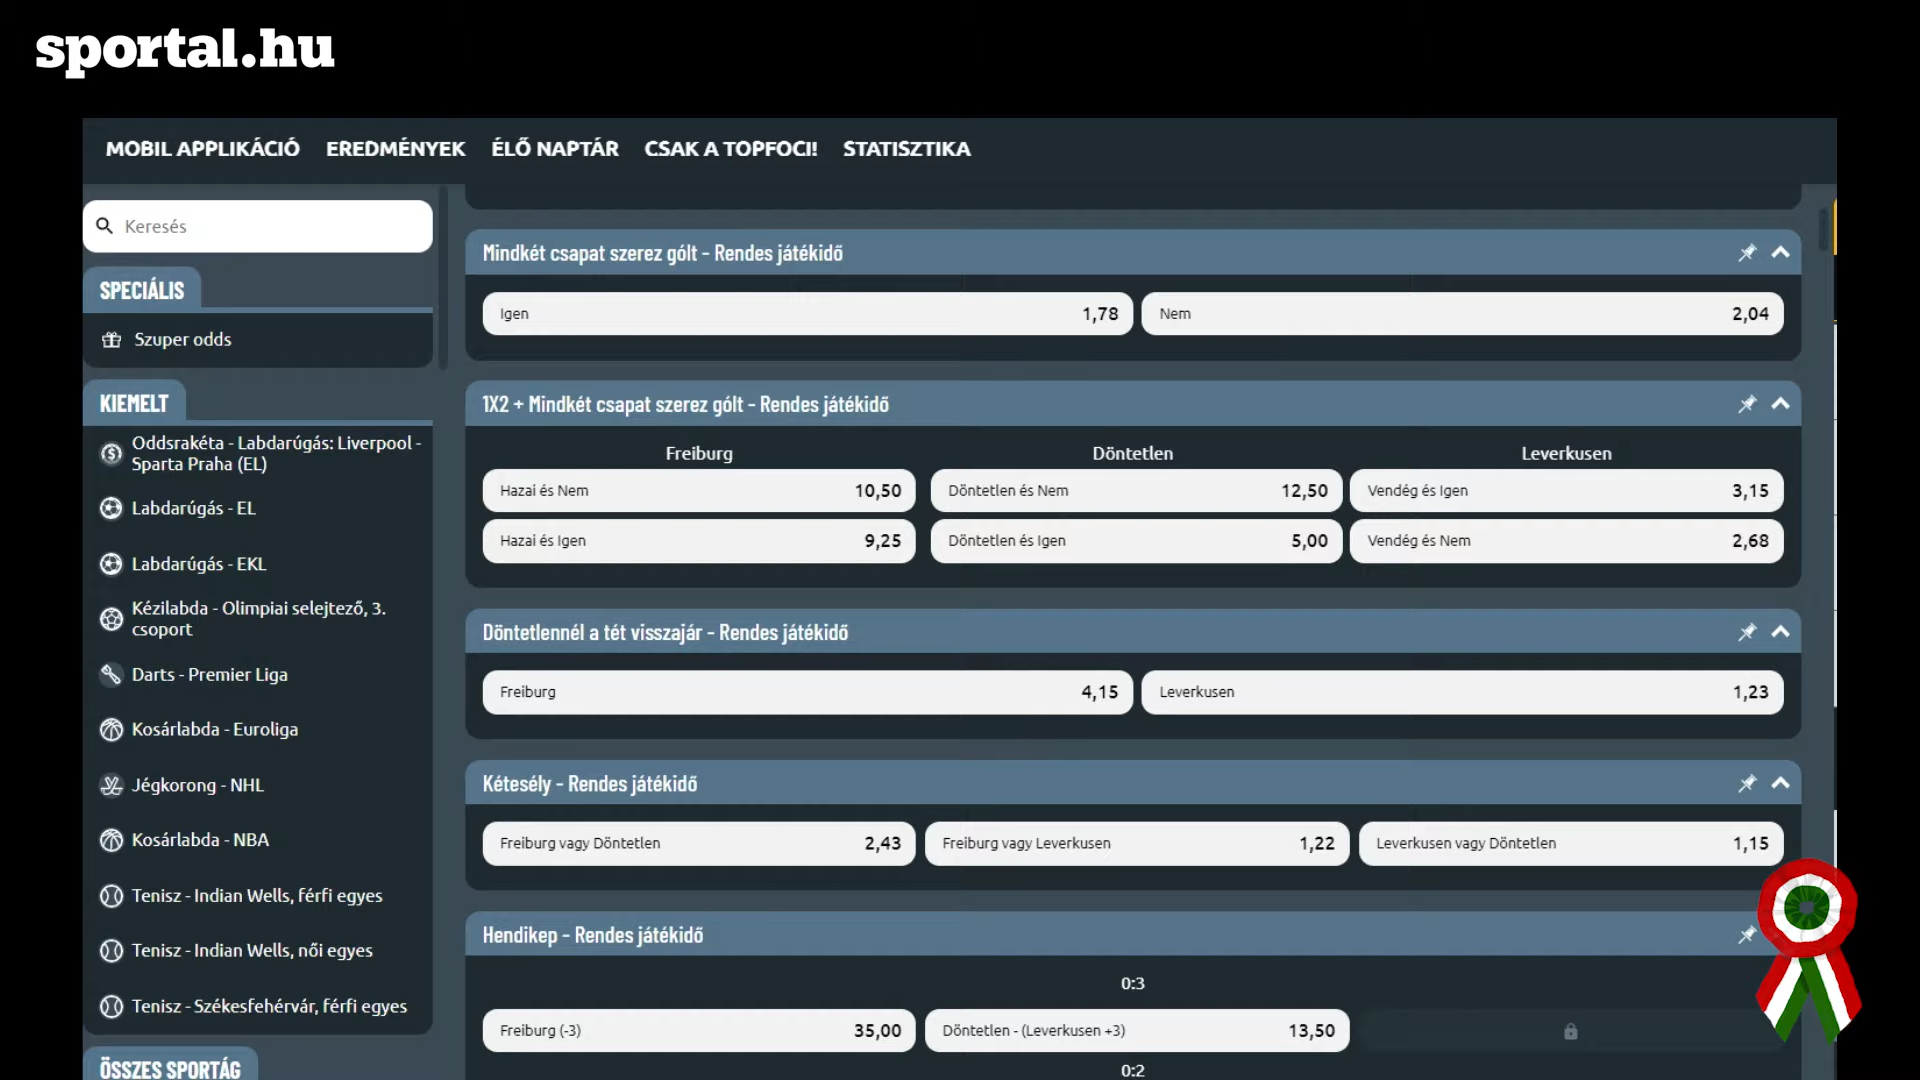 sportal.hu
MOBIL APPLIKÁCIÓ EREDMÉNYEK ÉLŐ NAPTÁR CSAK A TOPFOCI! STATISZTIKA
Keresés
SPECIÁLIS
Szuper odds
KIEMELT
Oddsrakéta - Labdarúgás: Liverpool -
Sparta Praha (EL)
Labdarúgás - EL
Labdarúgás - EKL
Kézilabda - Olimpiai selejtező, 3.
csoport
Darts - Premier Liga
Kosárlabda - Euroliga
Jégkorong - NHL
Kosárlabda - NBA
Tenisz - Indian Wells, férfi egyes
Tenisz - Indian Wells, női egyes
Tenisz - Székesfehérvár, férfi egyes
ÖSSZES SPORTÁG
Mindkét csapat szerez gólt - Rendes játékidő
Igen 1,78 Nem 2,04
1X2 + Mindkét csapat szerez gólt - Rendes játékidő
Freiburg Döntetlen Leverkusen
Hazai és Nem 10,50 Döntetlen és Nem 12,50 Vendég és Igen 3,15
Hazai és Igen 9,25 Döntetlen és Igen 5,00 Vendég és Nem 2,68
Döntetlennél a tét visszajár - Rendes játékidő
Freiburg 4,15 Leverkusen 1,23
Kétesély - Rendes játékidő
Freiburg vagy Döntetlen 2,43 Freiburg vagy Leverkusen 1,22 Leverkusen vagy Döntetlen 1,15
Hendikep - Rendes játékidő
0:3
Freiburg (-3) 35,00 Döntetlen - (Leverkusen +3) 13,50
0:2